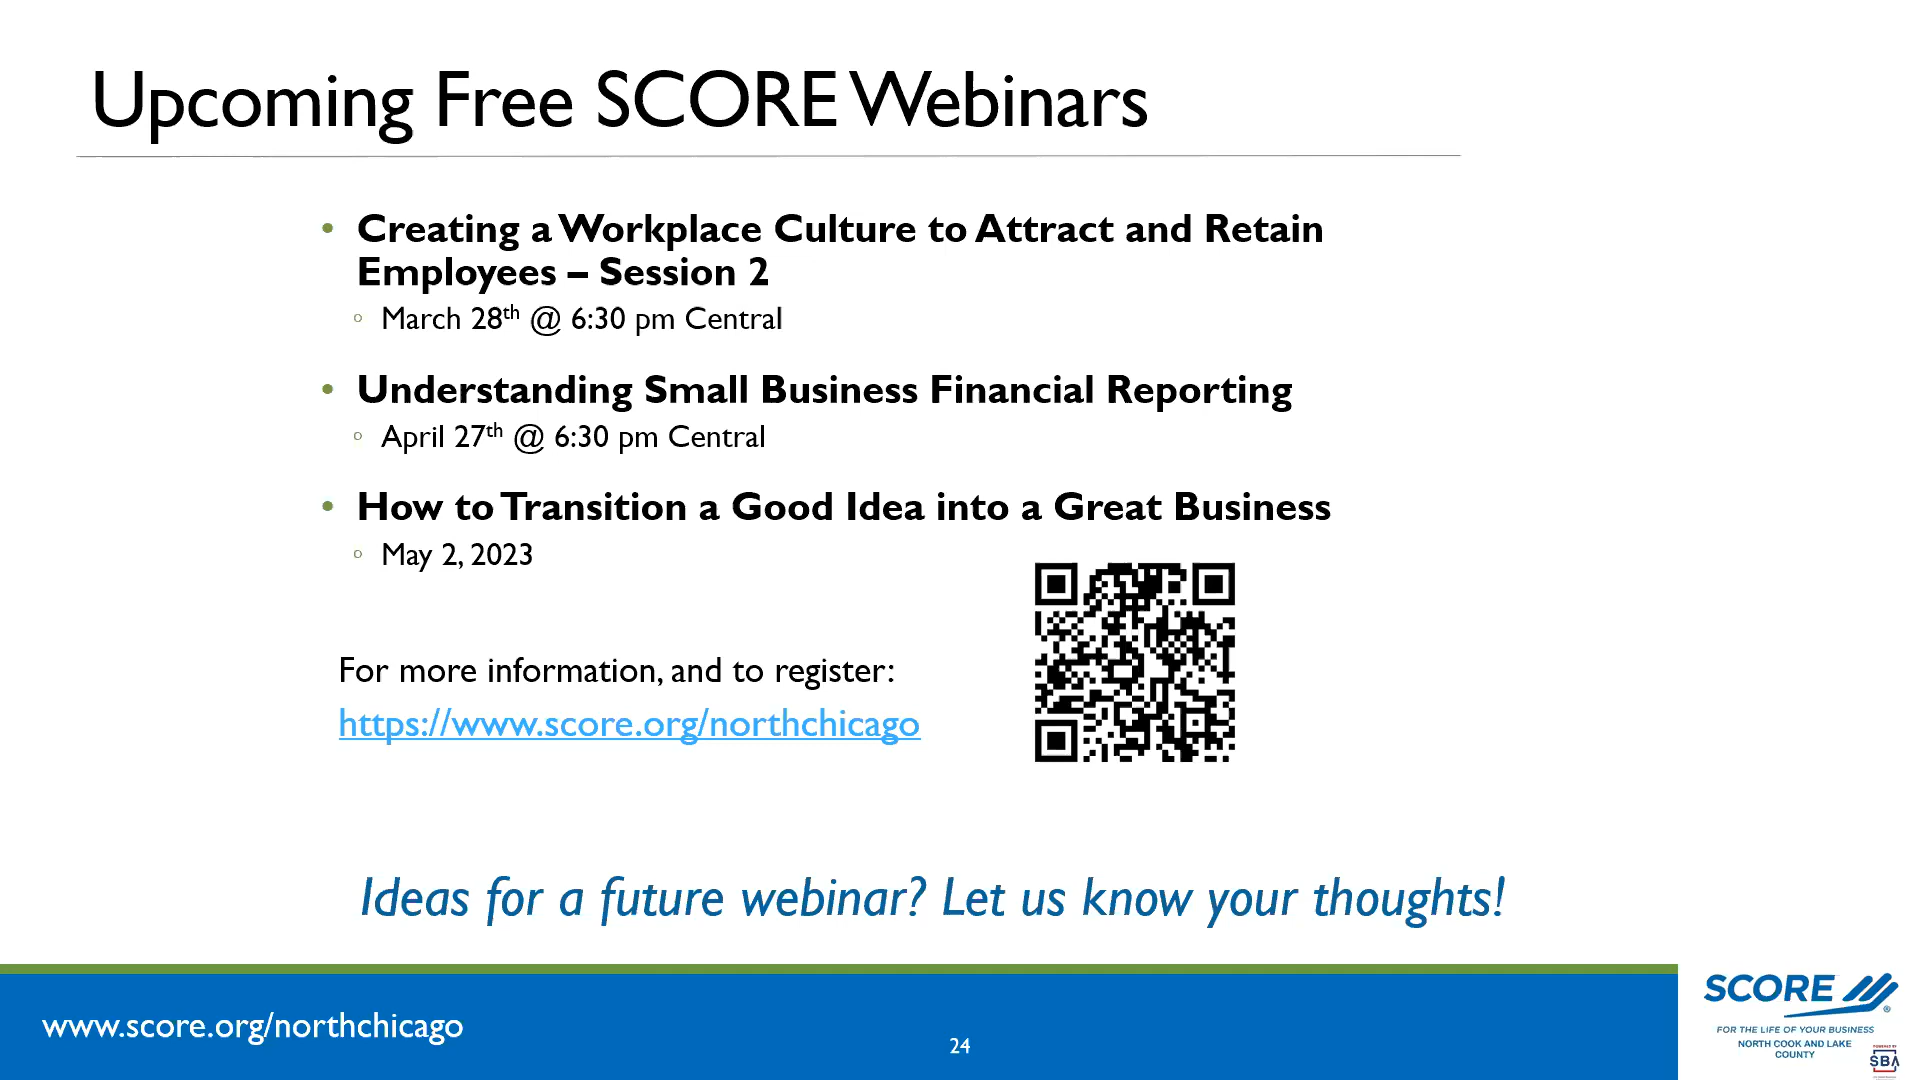 Upcoming Free SCORE Webinars
• Creating a Workplace Culture to Attract and Retain
Employees – Session 2
◦ March 28th @ 6:30 pm Central
• Understanding Small Business Financial Reporting
◦ April 27th @ 6:30 pm Central
• How to Transition a Good Idea into a Great Business
◦ May 2, 2023
For more information, and to register:
https://www.score.org/northchicago
Ideas for a future webinar? Let us know your thoughts!
www.score.org/northchicago
24
SCORE®
FOR THE LIFE OF YOUR BUSINESS
NORTH COOK AND LAKE
COUNTY
POWERED BY
SBA